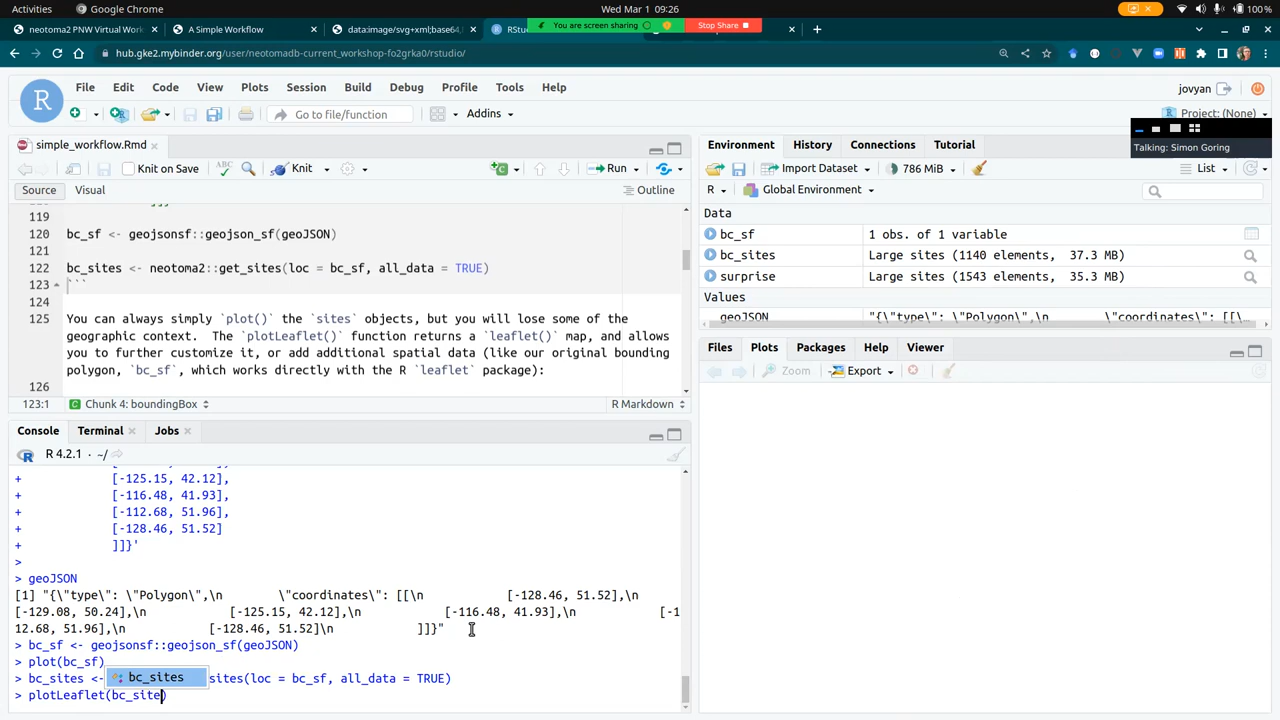 Activities Google Chrome Wed Mar 1 09:26 100 %
neotoma2 PNW Virtual Work A Simple Workflow data:image/svg+xml;base64, RStu You are screen sharing Stop Share
hub.gke2.mybinder.org/user/neotomadb-current_workshop-fo2grka0/rstudio/
R File Edit Code View Plots Session Build Debug Profile Tools Help jovyan
Go to file/function Addins Project: (None)
Talking: Simon Goring
simple_workflow.Rmd
Knit on Save ABC Knit Run
Source Visual Outline
119
120 bc_sf <- geojsonsf::geojson_sf(geoJSON)
121
122 bc_sites <- neotoma2::get_sites(loc = bc_sf, all_data = TRUE)
123 ```
124
125 You can always simply `plot()` the `sites` objects, but you will lose some of the
geographic context. The `plotLeaflet()` function returns a `leaflet()` map, and allows
you to further customize it, or add additional spatial data (like our original bounding
polygon, `bc_sf`, which works directly with the R `leaflet` package):
126
123:1 Chunk 4: boundingBox R Markdown
Console Terminal Jobs
R 4.2.1 · ~/
+ [-125.15, 42.12],
+ [-116.48, 41.93],
+ [-112.68, 51.96],
+ [-128.46, 51.52]
+ ]]}'
>
> geoJSON
[1] "{\"type\": \"Polygon\",\n \"coordinates\": [[\n [-128.46, 51.52],\n
[-129.08, 50.24],\n [-125.15, 42.12],\n [-116.48, 41.93],\n [-1
12.68, 51.96],\n [-128.46, 51.52]\n ]]}"
> bc_sf <- geojsonsf::geojson_sf(geoJSON)
> plot(bc_sf)
> bc_sites <- bc_sites sites(loc = bc_sf, all_data = TRUE)
> plotLeaflet(bc_site)
Environment History Connections Tutorial
Import Dataset 786 MiB List
R Global Environment
Data
bc_sf 1 obs. of 1 variable
bc_sites Large sites (1140 elements, 37.3 MB)
surprise Large sites (1543 elements, 35.3 MB)
Values
geoJSON "{\"type\": \"Polygon\",\n \"coordinates\": [[\…
Files Plots Packages Help Viewer
Zoom Export